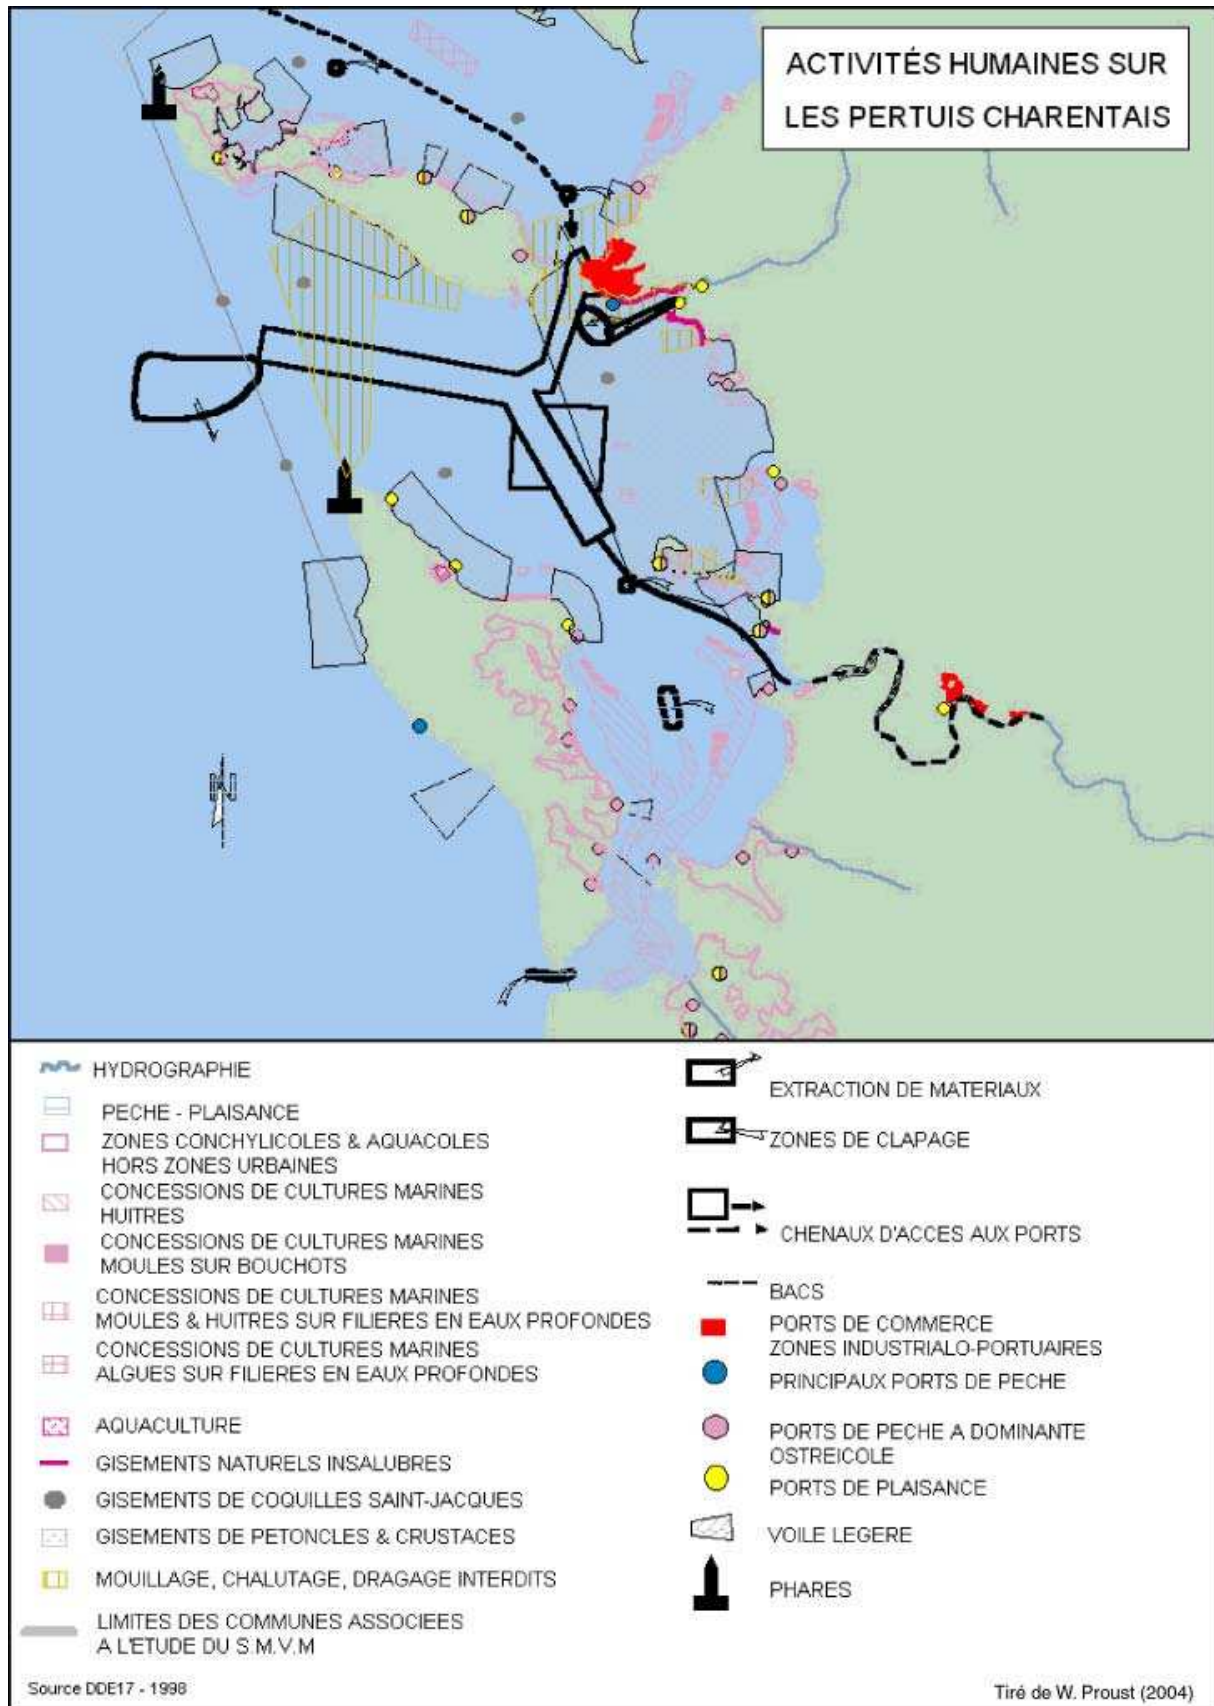 ACTIVITÉS HUMAINES SUR
LES PERTUIS CHARENTAIS
N
HYDROGRAPHIE
PECHE - PLAISANCE
ZONES CONCHYLICOLES & AQUACOLES
HORS ZONES URBAINES
CONCESSIONS DE CULTURES MARINES
HUITRES
CONCESSIONS DE CULTURES MARINES
MOULES SUR BOUCHOTS
CONCESSIONS DE CULTURES MARINES
MOULES & HUITRES SUR FILIERES EN EAUX PROFONDES
CONCESSIONS DE CULTURES MARINES
ALGUES SUR FILIERES EN EAUX PROFONDES
AQUACULTURE
GISEMENTS NATURELS INSALUBRES
GISEMENTS DE COQUILLES SAINT-JACQUES
GISEMENTS DE PETONCLES & CRUSTACES
MOUILLAGE, CHALUTAGE, DRAGAGE INTERDITS
LIMITES DES COMMUNES ASSOCIEES
A L'ETUDE DU S.M.V.M
EXTRACTION DE MATERIAUX
ZONES DE CLAPAGE
CHENAUX D'ACCES AUX PORTS
BACS
PORTS DE COMMERCE
ZONES INDUSTRIALO-PORTUAIRES
PRINCIPAUX PORTS DE PECHE
PORTS DE PECHE A DOMINANTE
OSTREICOLE
PORTS DE PLAISANCE
VOILE LEGERE
PHARES
Source DDE17 - 1998
Tiré de W. Proust (2004)